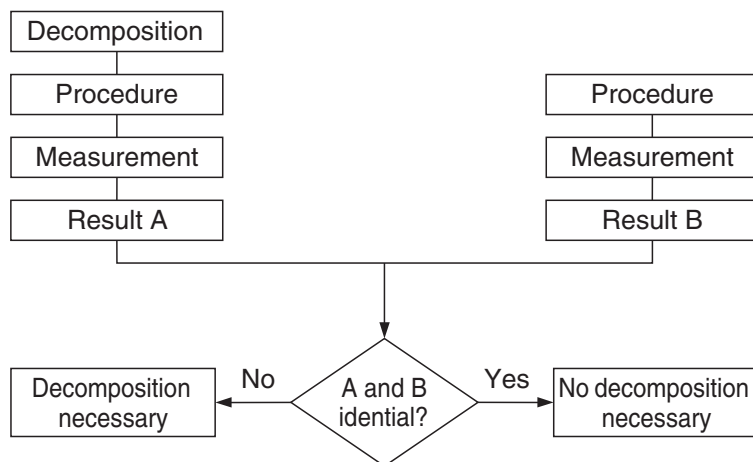 Decomposition
Procedure
Measurement
Result A
Procedure
Measurement
Result B
A and B
idential?
No
Yes
Decomposition
necessary
No decomposition
necessary